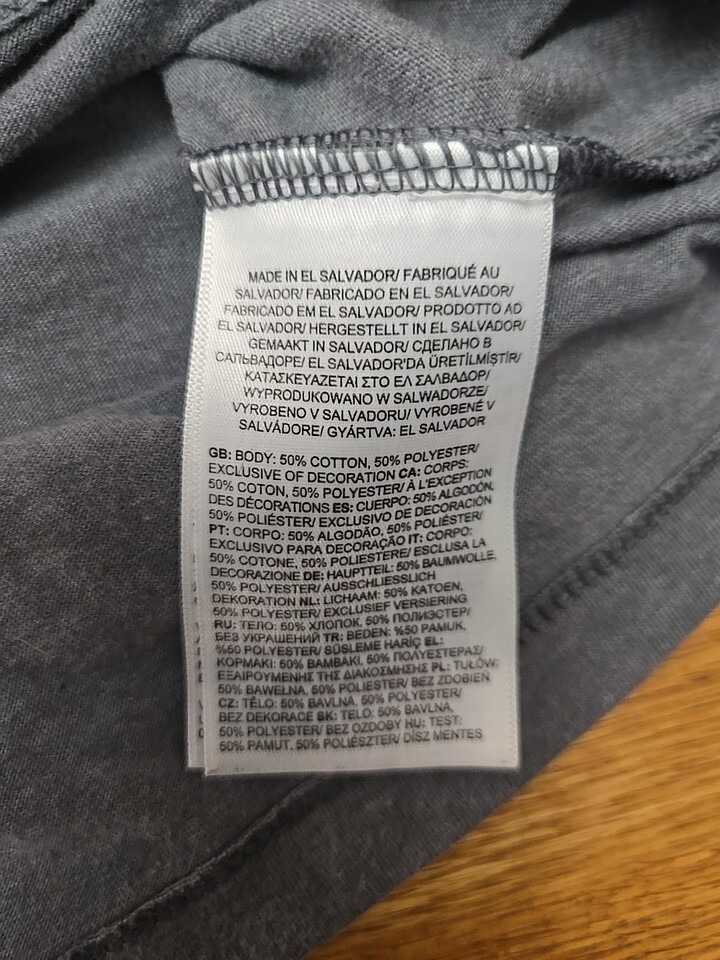 MADE IN EL SALVADOR/ FABRIQUÉ AU
SALVADOR/ FABRICADO EN EL SALVADOR/
FABRICADO EM EL SALVADOR/ PRODOTTO AD
EL SALVADOR/ HERGESTELLT IN EL SALVADOR/
GEMAAKT IN SALVADOR/ СДЕЛАНО В
САЛЬВАДОРЕ/ EL SALVADOR'DA ÜRETİLMİŞTİR/
ΚΑΤΑΣΚΕΥΑΖΕΤΑΙ ΣΤΟ ΕΛ ΣΑΛΒΑΔΟΡ/
WYPRODUKOWANO W SALWADORZE/
VYROBENO V SALVADORU/ VYROBENÉ V
SALVÁDORE/ GYÁRTVA: EL SALVADOR
GB: BODY: 50% COTTON, 50% POLYESTER/
EXCLUSIVE OF DECORATION CA: CORPS:
50% COTON, 50% POLYESTER/ À L'EXCEPTION
DES DÉCORATIONS ES: CUERPO: 50% ALGODÓN,
50% POLIÉSTER/ EXCLUSIVO DE DECORACIÓN
PT: CORPO: 50% ALGODÃO, 50% POLIÉSTER/
EXCLUSIVO PARA DECORAÇÃO IT: CORPO:
50% COTONE, 50% POLIESTERE/ ESCLUSA LA
DECORAZIONE DE: HAUPTTEIL: 50% BAUMWOLLE,
50% POLYESTER/ AUSSCHLIESSLICH
DEKORATION NL: LICHAAM: 50% KATOEN,
50% POLYESTER/ EXCLUSIEF VERSIERING
RU: ТЕЛО: 50% ХЛОПОК, 50% ПОЛИЭСТЕР/
БЕЗ УКРАШЕНИЙ TR: BEDEN: %50 PAMUK,
%50 POLYESTER/ SÜSLEME HARİÇ EL:
ΚΟΡΜΑΚΙ: 50% ΒΑΜΒΑΚΙ, 50% ΠΟΛΥΕΣΤΕΡΑΣ/
ΕΞΑΙΡΟΥΜΕΝΗΣ ΤΗΣ ΔΙΑΚΟΣΜΗΣΗΣ PL: TUŁÓW:
50% BAWEŁNA, 50% POLIESTER/ BEZ ZDOBIEŃ
CZ: TĚLO: 50% BAVLNA, 50% POLYESTER/
BEZ DEKORACE SK: TELO: 50% BAVLNA,
50% POLYESTER/ BEZ OZDOBY HU: TEST:
50% PAMUT, 50% POLIÉSZTER/ DÍSZ MENTES